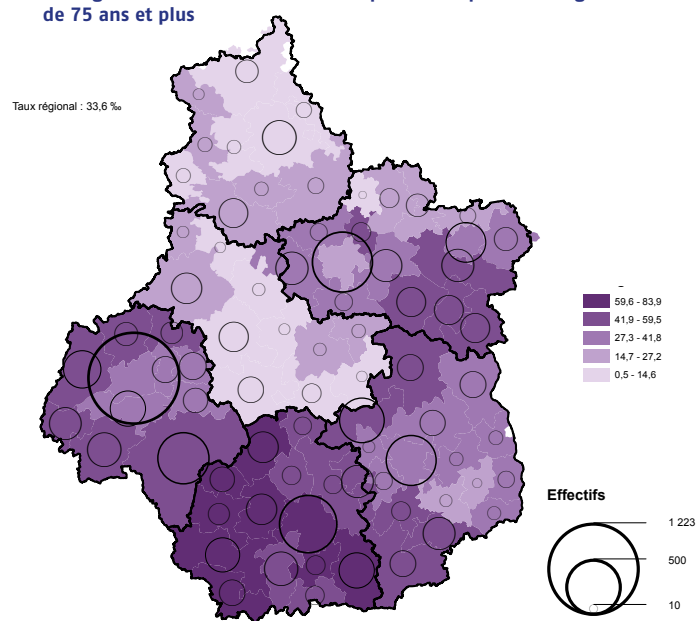 de 75 ans et plus
Taux régional : 33,6 ‰
59,6 - 83,9
41,9 - 59,5
27,3 - 41,8
14,7 - 27,2
0,5 - 14,6
Effectifs
1 223
500
10